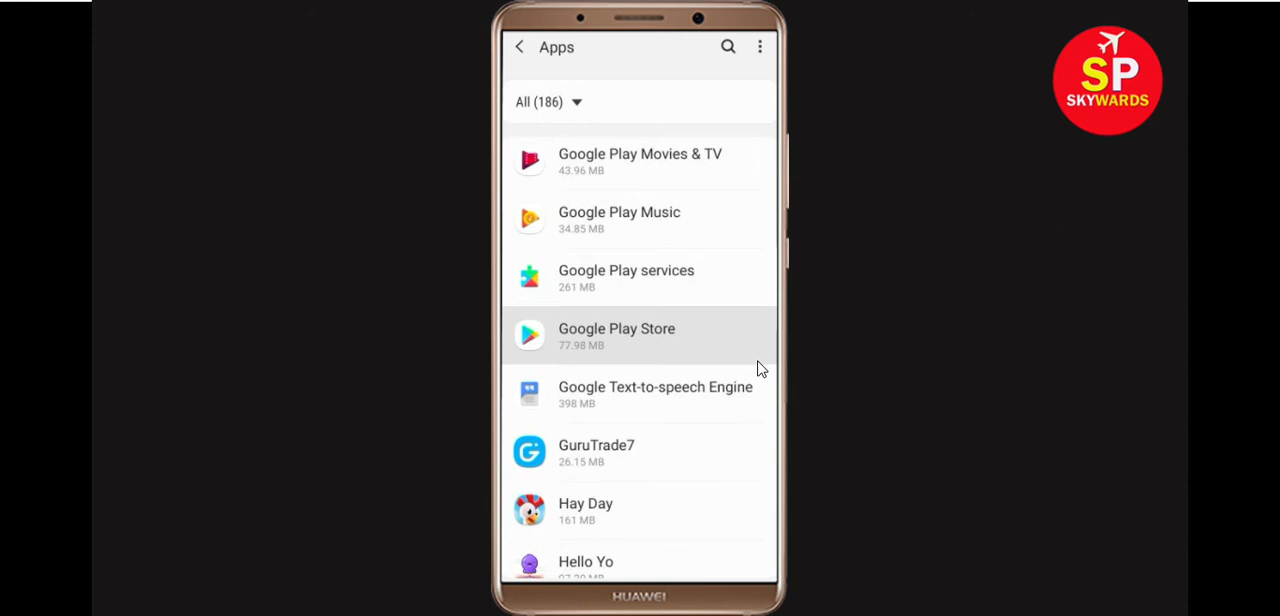 Apps
SP
SKYWARDS
All (186)
Google Play Movies & TV
43.96 MB
Google Play Music
34.85 MB
Google Play services
261 MB
Google Play Store
77.98 MB
Google Text-to-speech Engine
398 MB
GuruTrade7
26.15 MB
Hay Day
161 MB
Hello Yo
HUAWEI